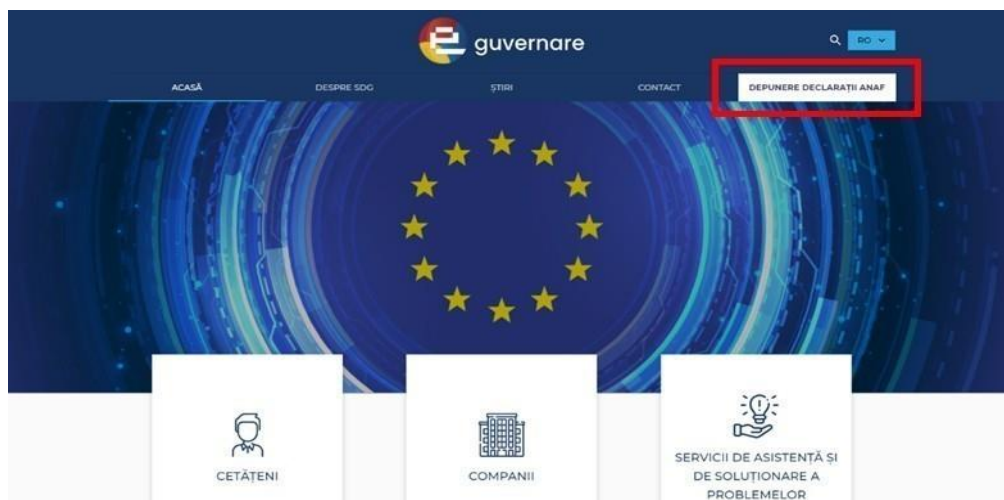 e guvernare
RO
ACASĂ
DESPRE SDG
ȘTIRI
CONTACT
DEPUNERE DECLARAȚII ANAF
CETĂȚENI
COMPANII
SERVICII DE ASISTENȚĂ ȘI
DE SOLUȚIONARE A
PROBLEMELOR